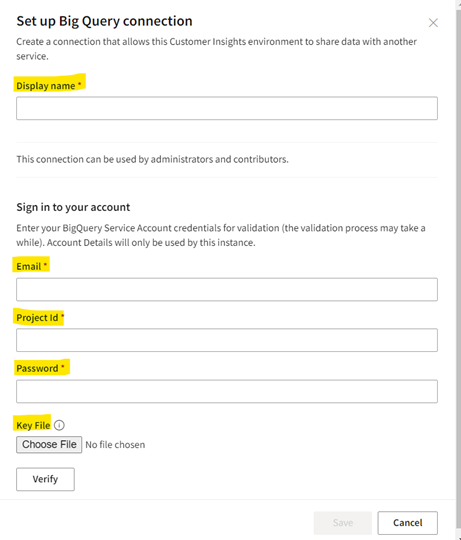 Set up Big Query connection
Create a connection that allows this Customer Insights environment to share data with another
service.
Display name *
This connection can be used by administrators and contributors.
Sign in to your account
Enter your BigQuery Service Account credentials for validation (the validation process may take a
while). Account Details will only be used by this instance.
Email *
Project Id *
Password *
Key File
Choose File No file chosen
Verify
Save Cancel